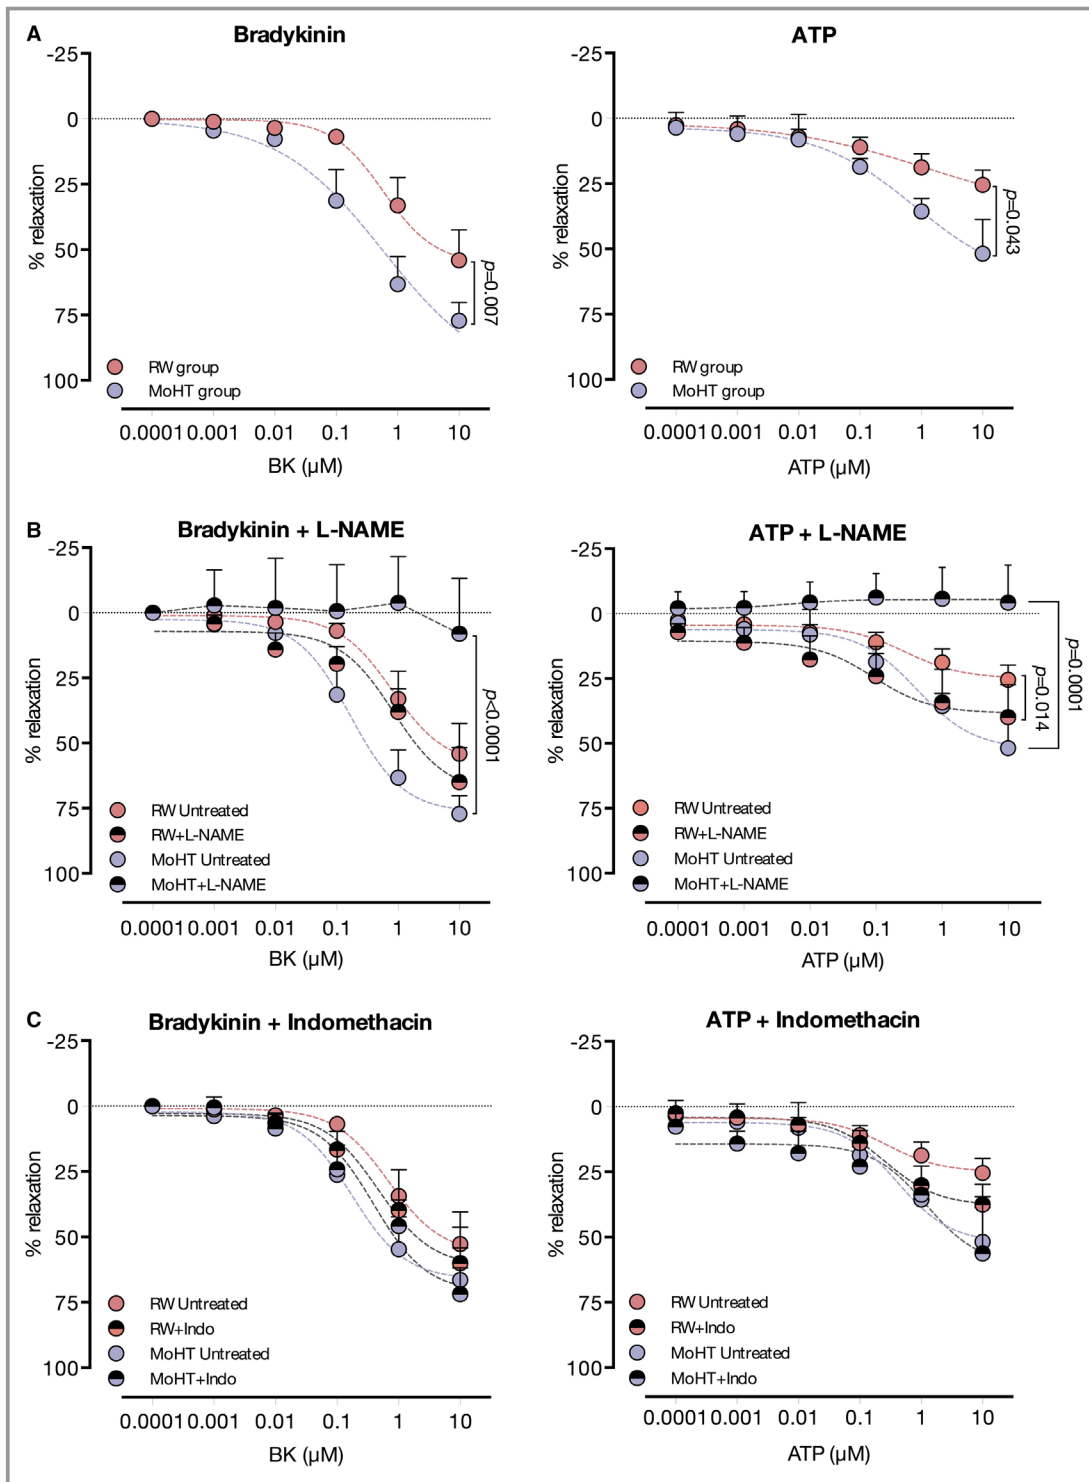 A
Bradykinin
-25
0
25
50
75
100
% relaxation
p=0.007
RW group
MoHT group
0.0001 0.001 0.01 0.1 1 10
BK (µM)
ATP
-25
0
25
50
75
100
% relaxation
p=0.043
RW group
MoHT group
0.0001 0.001 0.01 0.1 1 10
ATP (µM)
B
Bradykinin + L-NAME
-25
0
25
50
75
100
% relaxation
p<0.0001
RW Untreated
RW+L-NAME
MoHT Untreated
MoHT+L-NAME
0.0001 0.001 0.01 0.1 1 10
BK (µM)
ATP + L-NAME
-25
0
25
50
75
100
% relaxation
p=0.014
p=0.0001
RW Untreated
RW+L-NAME
MoHT Untreated
MoHT+L-NAME
0.0001 0.001 0.01 0.1 1 10
ATP (µM)
C
Bradykinin + Indomethacin
-25
0
25
50
75
100
% relaxation
RW Untreated
RW+Indo
MoHT Untreated
MoHT+Indo
0.0001 0.001 0.01 0.1 1 10
BK (µM)
ATP + Indomethacin
-25
0
25
50
75
100
% relaxation
RW Untreated
RW+Indo
MoHT Untreated
MoHT+Indo
0.0001 0.001 0.01 0.1 1 10
ATP (µM)